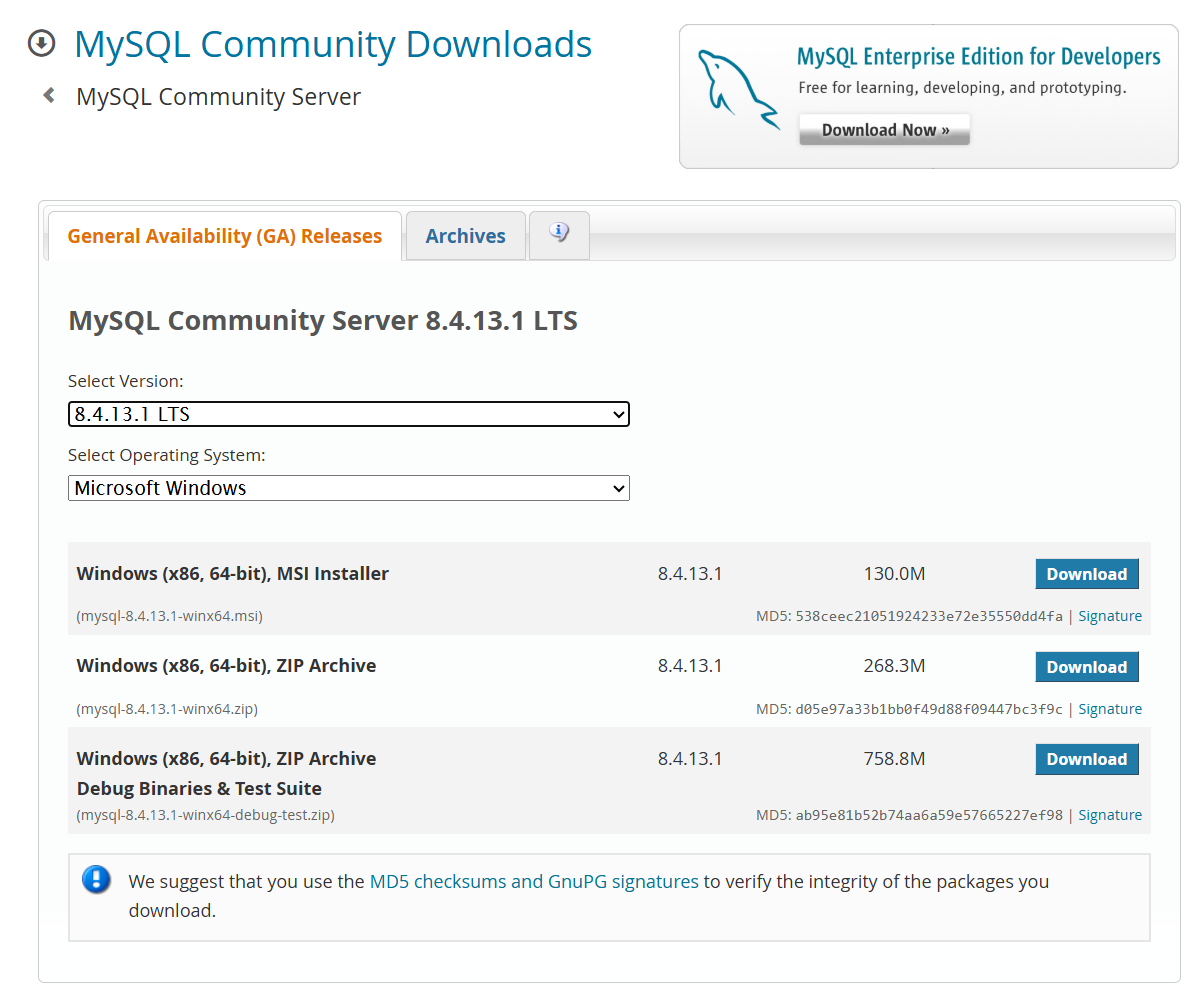 MySQL Community Downloads
MySQL Community Server
MySQL Enterprise Edition for Developers
Free for learning, developing, and prototyping.
Download Now »
General Availability (GA) Releases
Archives
MySQL Community Server 8.4.13.1 LTS
Select Version:
8.4.13.1 LTS
Select Operating System:
Microsoft Windows
Windows (x86, 64-bit), MSI Installer 8.4.13.1 130.0M Download
(mysql-8.4.13.1-winx64.msi) MD5: 538ceec21051924233e72e35550dd4fa | Signature
Windows (x86, 64-bit), ZIP Archive 8.4.13.1 268.3M Download
(mysql-8.4.13.1-winx64.zip) MD5: d05e97a33b1bb0f49d88f09447bc3f9c | Signature
Windows (x86, 64-bit), ZIP Archive 8.4.13.1 758.8M Download
Debug Binaries & Test Suite
(mysql-8.4.13.1-winx64-debug-test.zip) MD5: ab95e81b52b74aa6a59e57665227ef98 | Signature
We suggest that you use the MD5 checksums and GnuPG signatures to verify the integrity of the packages you
download.